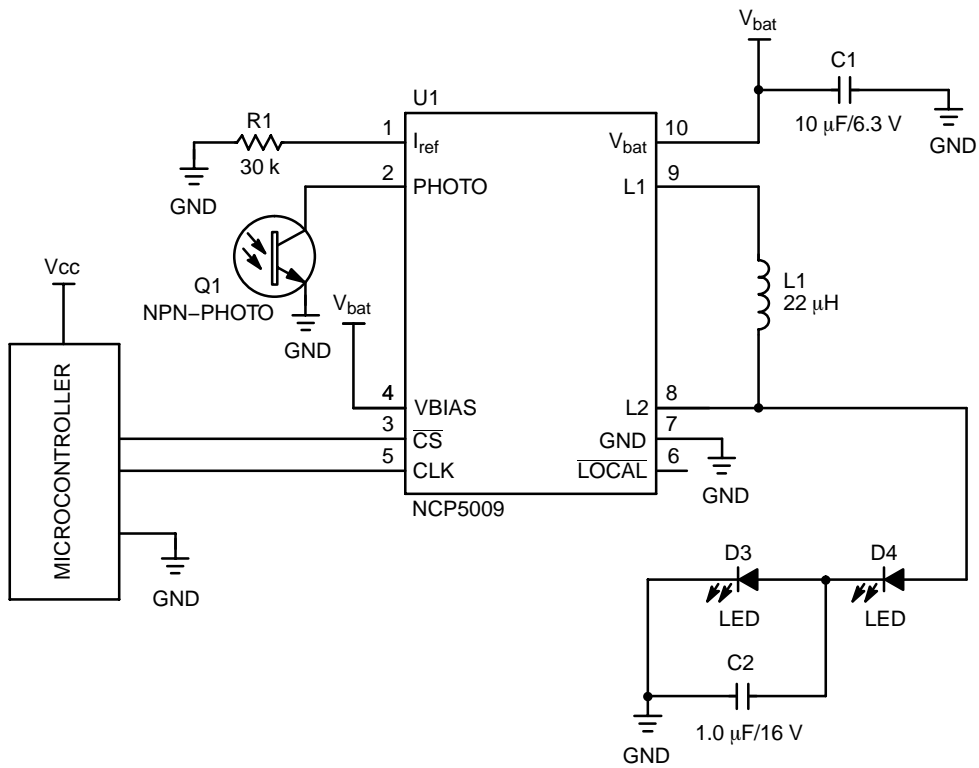 V_bat
C1
10 μF/6.3 V
GND
U1
R1
30 k
GND
1
I_ref
V_bat
10
2
PHOTO
L1
9
Q1
NPN−PHOTO
GND
L1
22 μH
Vcc
V_bat
MICROCONTROLLER
4
VBIAS
L2
8
3
CS
GND
7
5
CLK
LOCAL
6
GND
NCP5009
GND
D3
LED
D4
LED
C2
1.0 μF/16 V
GND